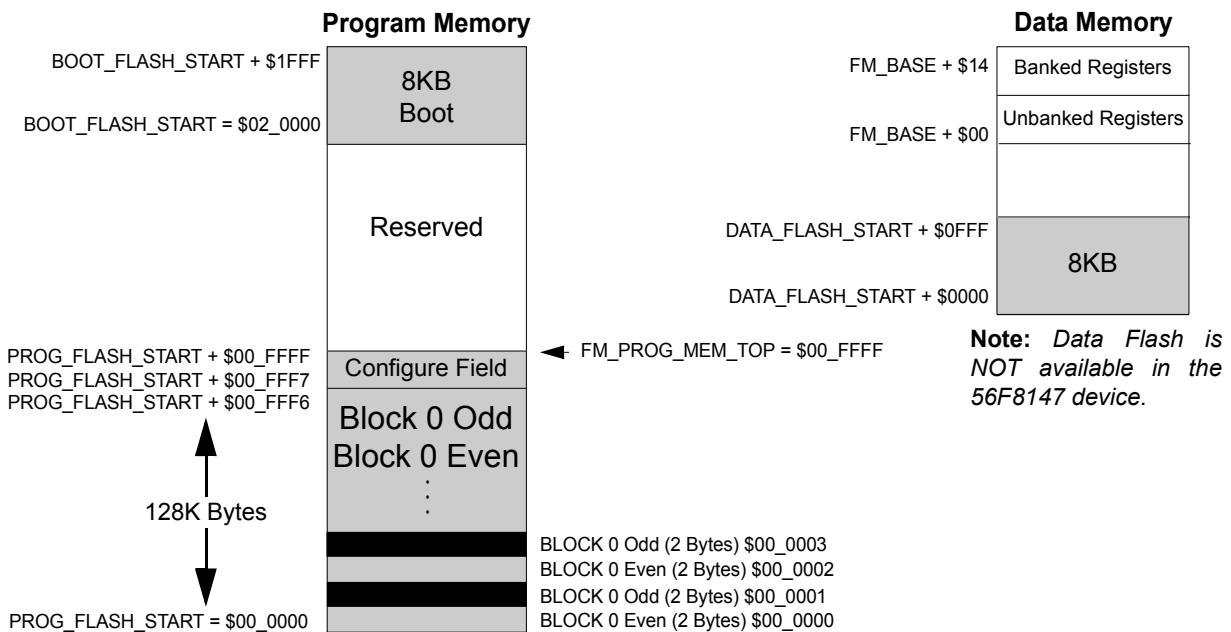 Program Memory
BOOT_FLASH_START + $1FFF
8KB
Boot
BOOT_FLASH_START = $02_0000
Reserved
PROG_FLASH_START + $00_FFFF
FM_PROG_MEM_TOP = $00_FFFF
Configure Field
PROG_FLASH_START + $00_FFF7
PROG_FLASH_START + $00_FFF6
Block 0 Odd
Block 0 Even
128K Bytes
BLOCK 0 Odd (2 Bytes) $00_0003
BLOCK 0 Even (2 Bytes) $00_0002
BLOCK 0 Odd (2 Bytes) $00_0001
BLOCK 0 Even (2 Bytes) $00_0000
PROG_FLASH_START = $00_0000
Data Memory
FM_BASE + $14
Banked Registers
Unbanked Registers
FM_BASE + $00
DATA_FLASH_START + $0FFF
8KB
DATA_FLASH_START + $0000
Note: Data Flash is
NOT available in the
56F8147 device.